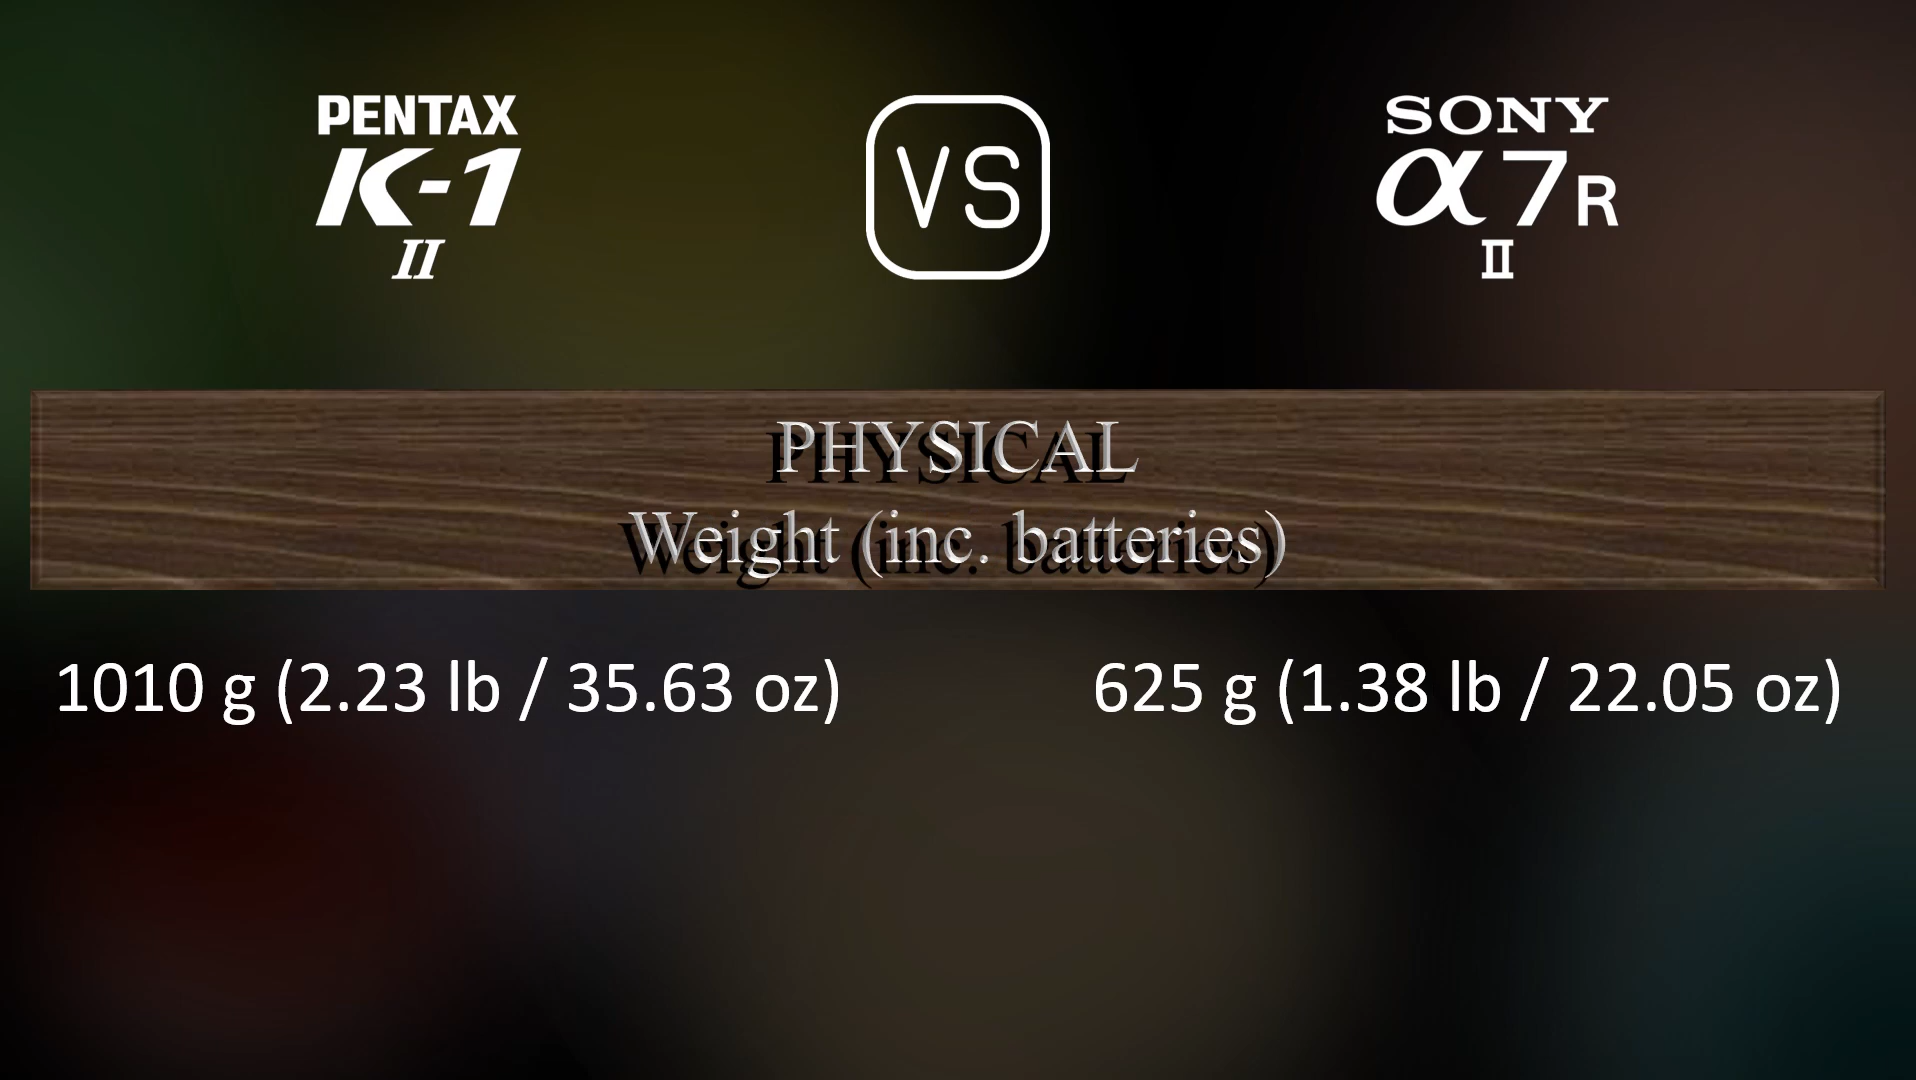 PENTAX
K-1
II
VS
SONY
α7R
II
PHYSICAL
Weight (inc. batteries)
1010 g (2.23 lb / 35.63 oz)
625 g (1.38 lb / 22.05 oz)